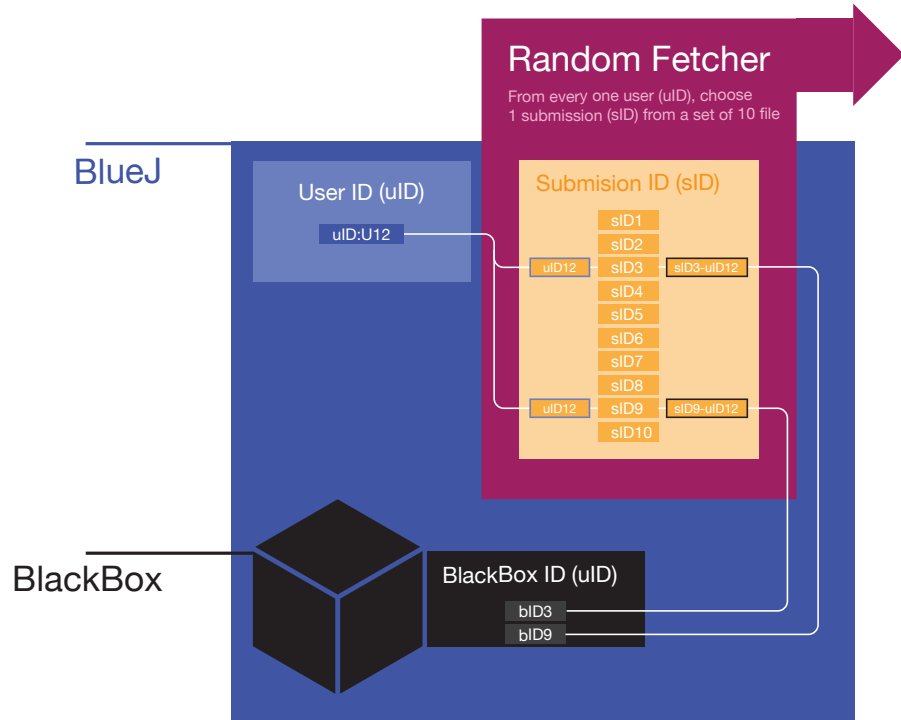 Random Fetcher
From every one user (uID), choose
1 submission (sID) from a set of 10 file
BlueJ
User ID (uID)
uID:U12
Submision ID (sID)
sID1
sID2
uID12 sID3 sID3-uID12
sID4
sID5
sID6
sID7
sID8
uID12 sID9 sID9-uID12
sID10
BlackBox
BlackBox ID (uID)
bID3
bID9